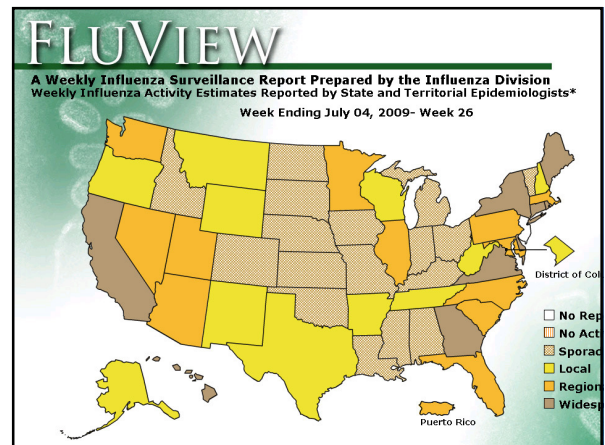 FLUVIEW
A Weekly Influenza Surveillance Report Prepared by the Influenza Division
Weekly Influenza Activity Estimates Reported by State and Territorial Epidemiologists*
Week Ending July 04, 2009- Week 26
District of Col
No Rep
No Acti
Sporad
Local
Region
Widesp
Puerto Rico